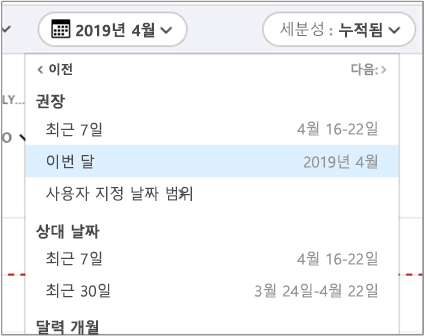 2019년 4월
세분성 : 누적됨
이전
다음:
LY...
O
권장
최근 7일 4월 16-22일
이번 달 2019년 4월
사용자 지정 날짜 범위
상대 날짜
최근 7일 4월 16-22일
최근 30일 3월 24일-4월 22일
달력 개월